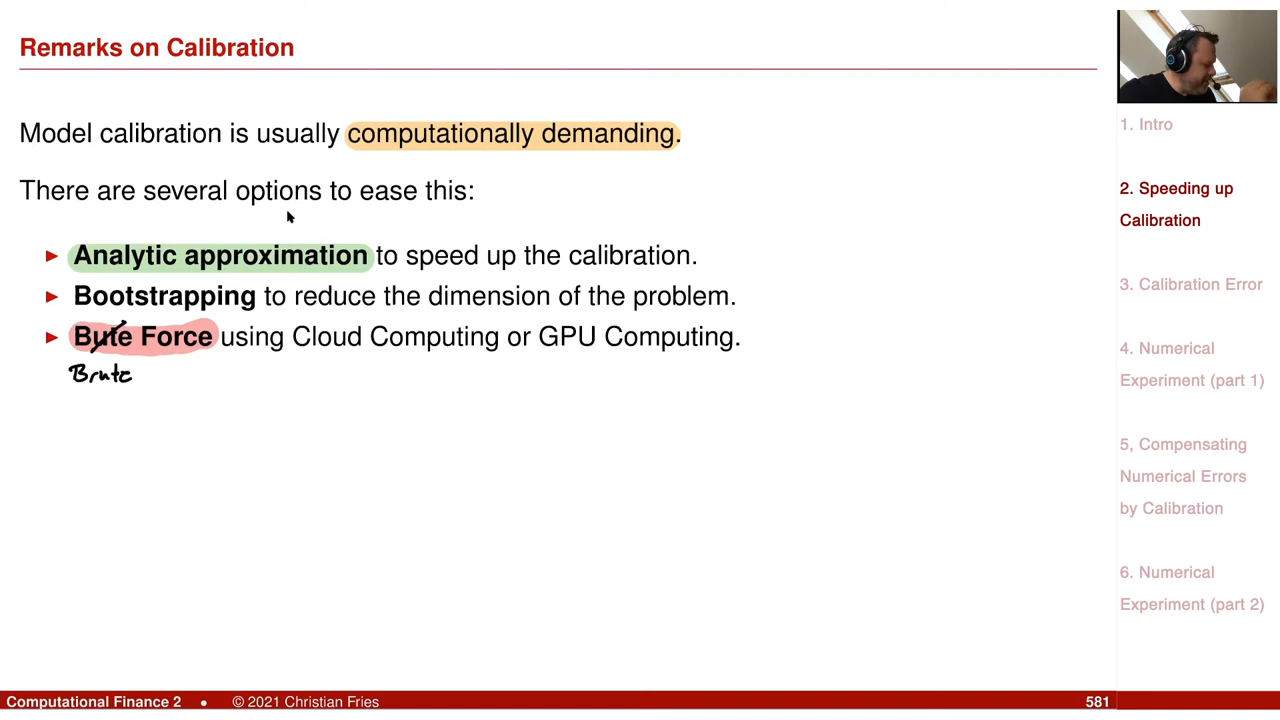 Remarks on Calibration
Model calibration is usually computationally demanding.
There are several options to ease this:
Analytic approximation to speed up the calibration.
Bootstrapping to reduce the dimension of the problem.
Bute Force using Cloud Computing or GPU Computing.
Brute
1. Intro
2. Speeding up
Calibration
3. Calibration Error
4. Numerical
Experiment (part 1)
5, Compensating
Numerical Errors
by Calibration
6. Numerical
Experiment (part 2)
Computational Finance 2 • © 2021 Christian Fries 581